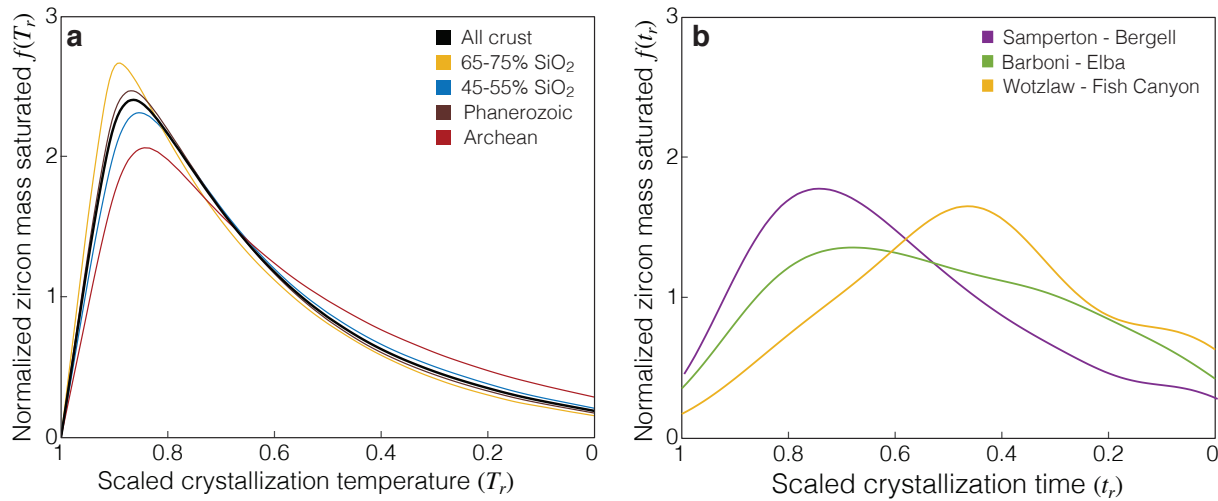 a
All crust
65-75% SiO₂
45-55% SiO₂
Phanerozoic
Archean
Normalized zircon mass saturated f(Tᵣ)
3
2
1
0
1
0.8
0.6
0.4
0.2
0
Scaled crystallization temperature (Tᵣ)
b
Samperton - Bergell
Barboni - Elba
Wotzlaw - Fish Canyon
Normalized zircon mass saturated f(tᵣ)
3
2
1
0
1
0.8
0.6
0.4
0.2
0
Scaled crystallization time (tᵣ)